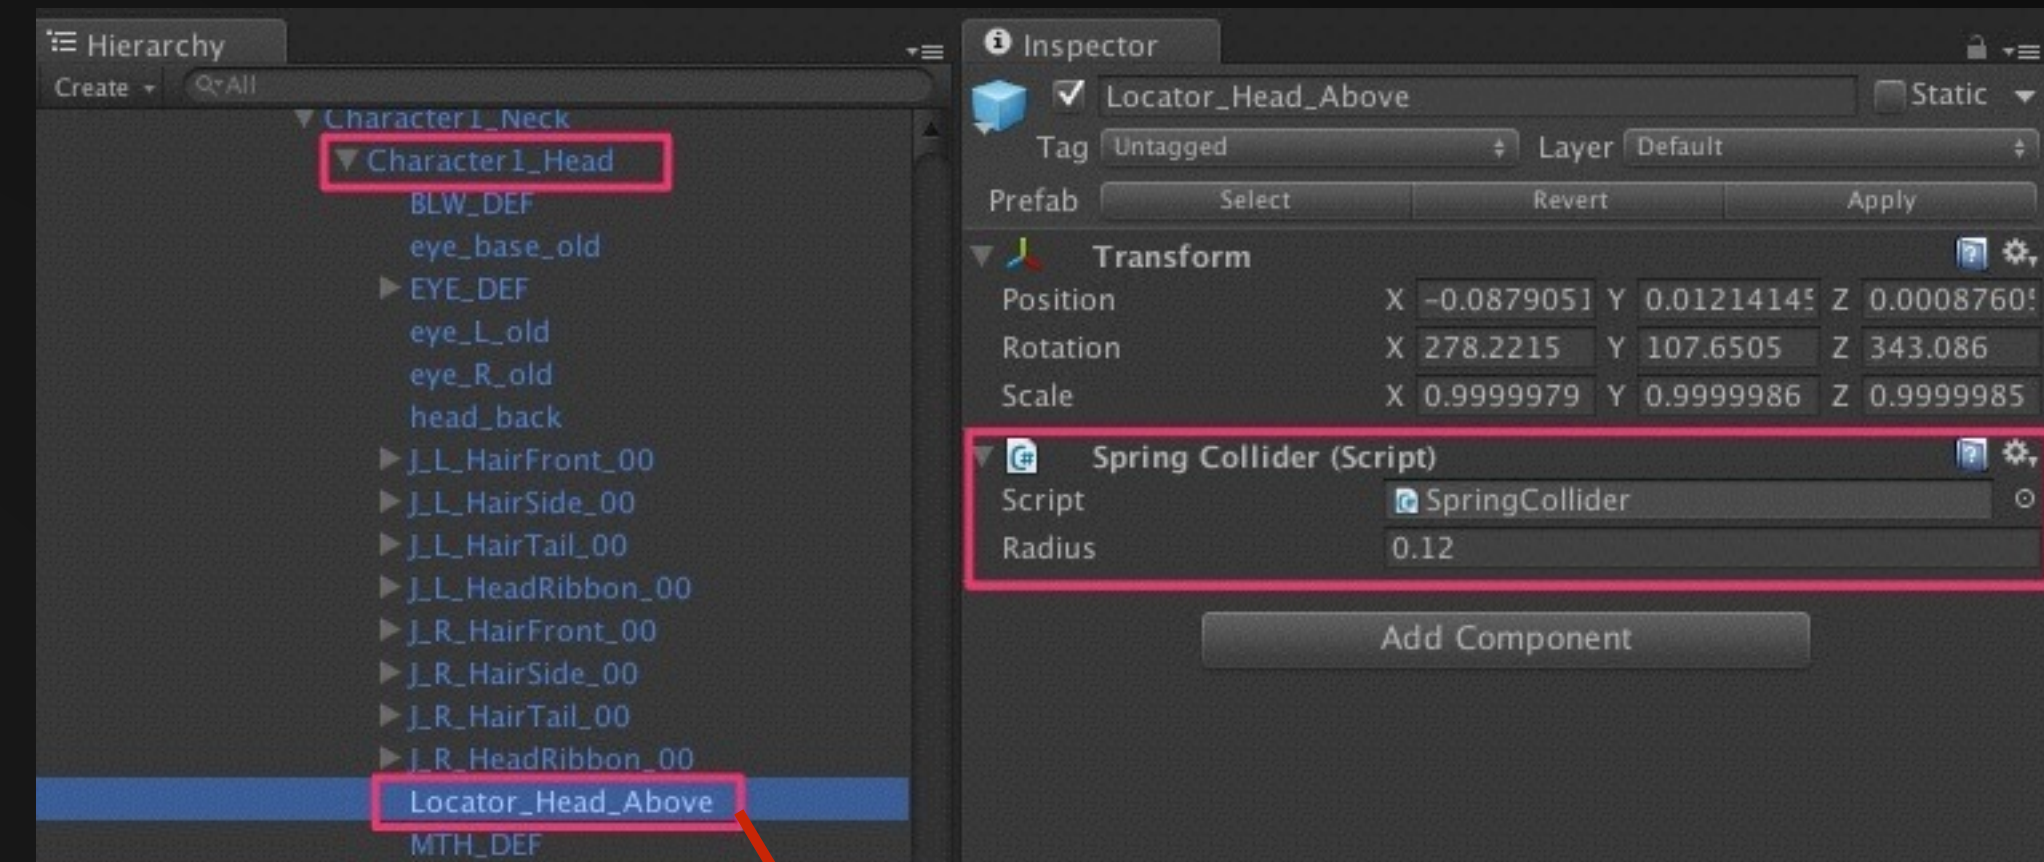 Hierarchy
Create
All
Character1_Neck
Character1_Head
BLW_DEF
eye_base_old
EYE_DEF
eye_L_old
eye_R_old
head_back
J_L_HairFront_00
J_L_HairSide_00
J_L_HairTail_00
J_L_HeadRibbon_00
J_R_HairFront_00
J_R_HairSide_00
J_R_HairTail_00
J_R_HeadRibbon_00
Locator_Head_Above
MTH_DEF
Inspector
Locator_Head_Above Static
Tag Untagged Layer Default
Prefab Select Revert Apply
Transform
Position X -0.0879051 Y 0.01214145 Z 0.00087605
Rotation X 278.2215 Y 107.6505 Z 343.086
Scale X 0.9999979 Y 0.9999986 Z 0.9999985
Spring Collider (Script)
Script SpringCollider
Radius 0.12
Add Component